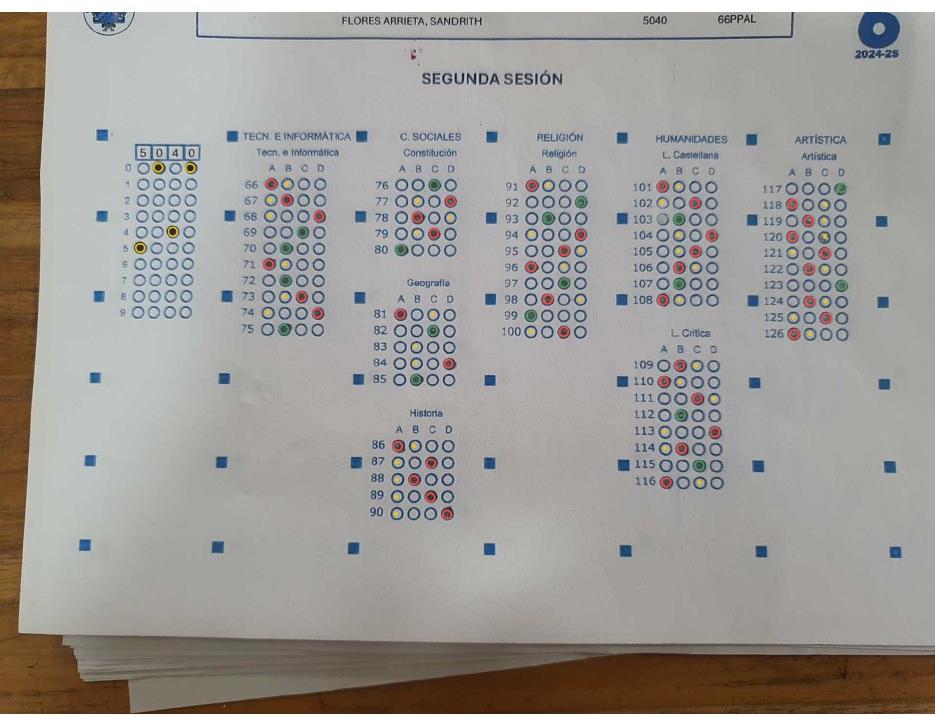 FLORES ARRIETA, SANDRITH 5040 66PPAL
6
2024-2S
SEGUNDA SESIÓN
TECN. E INFORMÁTICA
Tecn. e Informática
5 0 4 0
0
1
2
3
4
5
6
7
8
9
A B C D
66
67
68
69
70
71
72
73
74
75
C. SOCIALES
Constitución
A B C D
76
77
78
79
80
Geografía
A B C D
81
82
83
84
85
Historia
A B C D
86
87
88
89
90
RELIGIÓN
Religión
A B C D
91
92
93
94
95
96
97
98
99
100
HUMANIDADES
L. Castellana
A B C D
101
102
103
104
105
106
107
108
L. Crítica
A B C D
109
110
111
112
113
114
115
116
ARTÍSTICA
Artística
A B C D
117
118
119
120
121
122
123
124
125
126